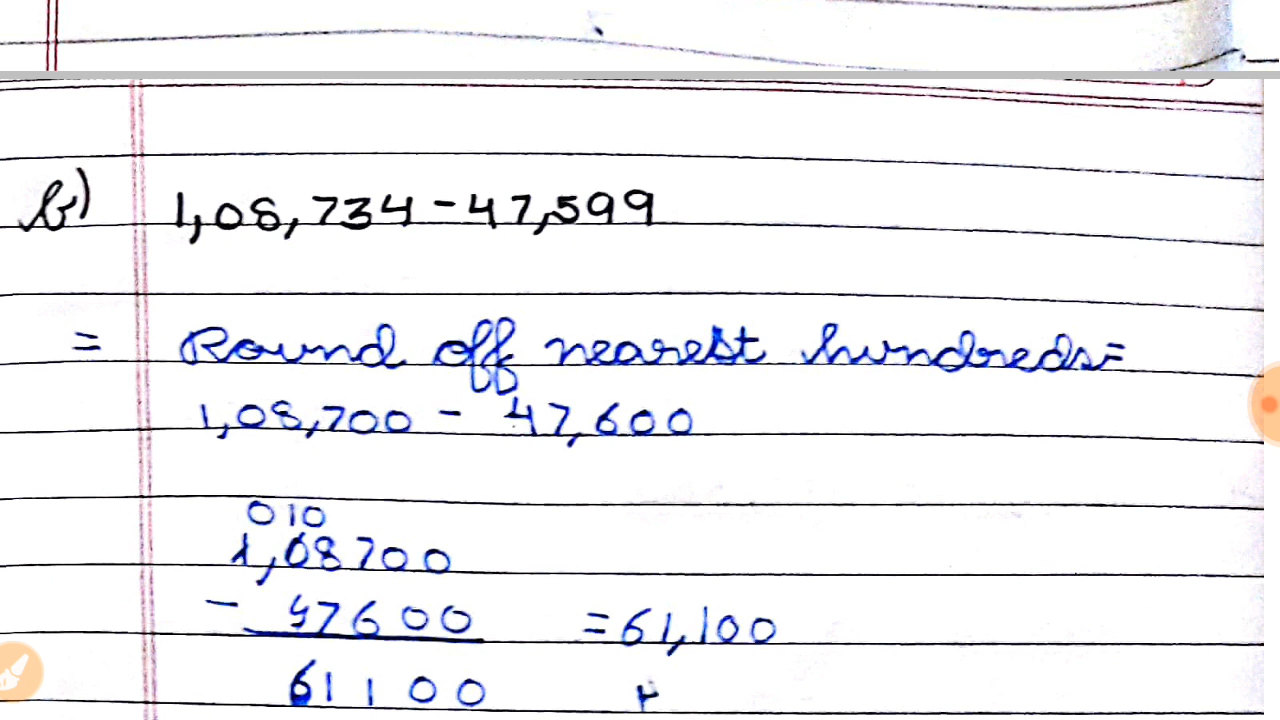 b) 1,08,734 - 47,599
= Round off nearest hundreds=
1,08,700 - 47,600
0 10
1,08700
- 47600 = 61,100
61100